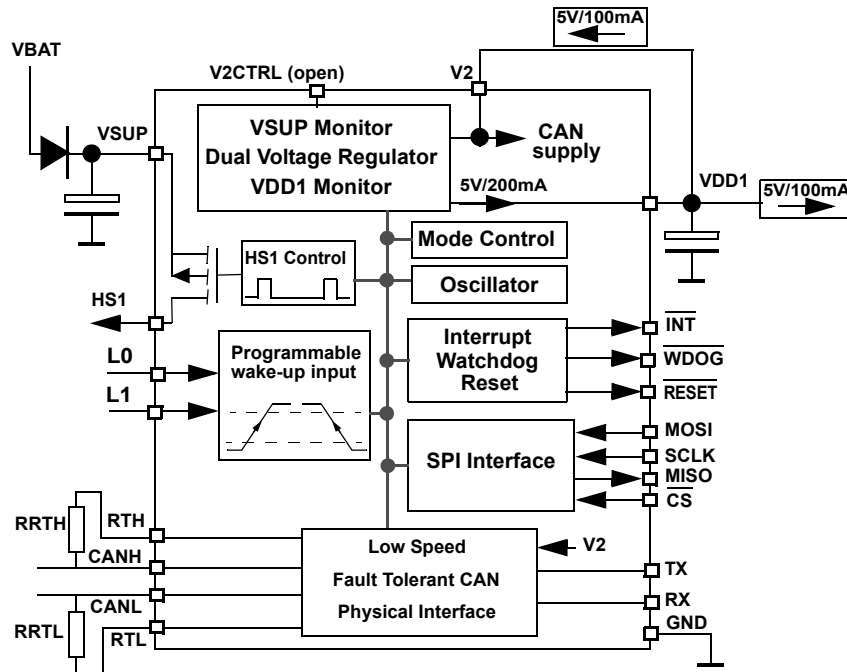 5V/100mA
VBAT
V2CTRL (open)
V2
VSUP
VSUP Monitor
Dual Voltage Regulator
VDD1 Monitor
CAN
supply
5V/200mA
VDD1
5V/100mA
Mode Control
HS1 Control
Oscillator
HS1
L0
L1
Programmable
wake-up input
Interrupt
Watchdog
Reset
INT
WDOG
RESET
SPI Interface
MOSI
SCLK
MISO
CS
RRTH
RTH
CANH
CANL
RRTL
RTL
Low Speed
Fault Tolerant CAN
Physical Interface
V2
TX
RX
GND